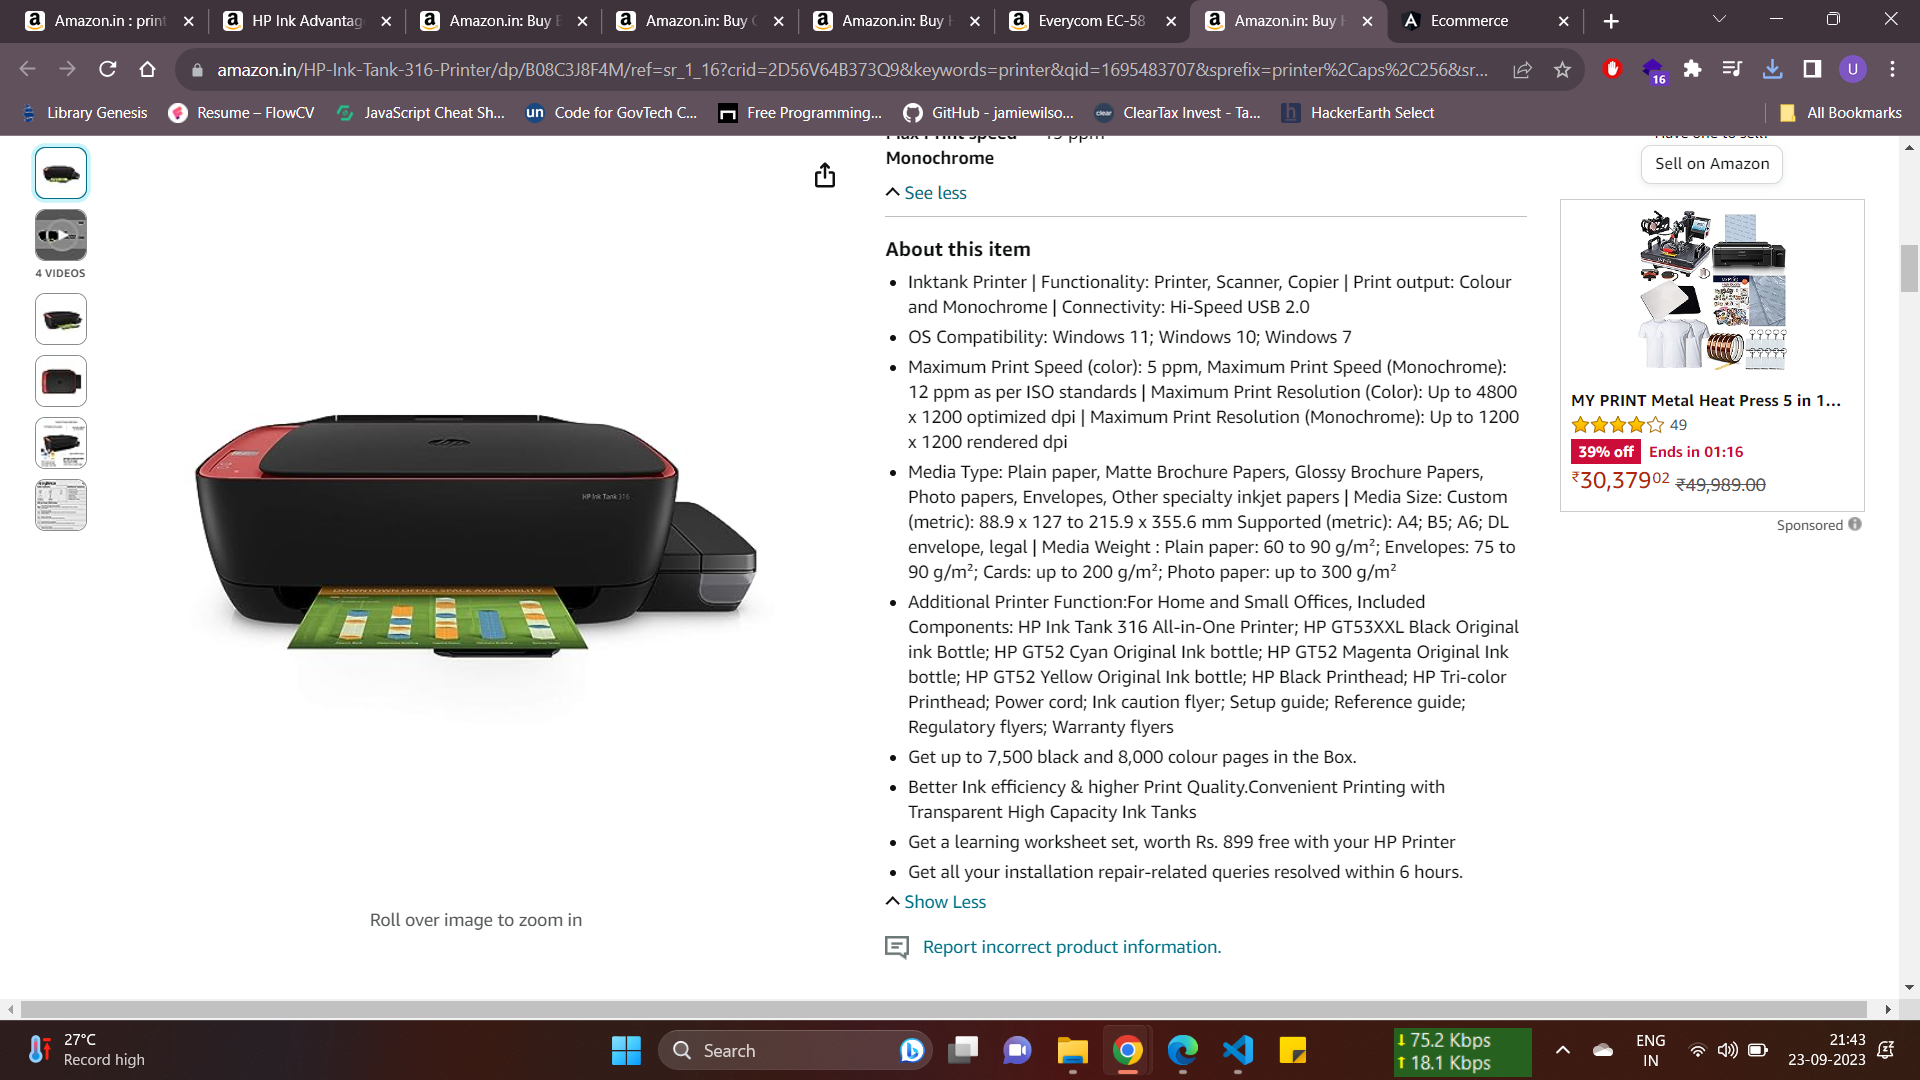 Amazon.in : print
HP Ink Advantag
Amazon.in: Buy
Amazon.in: Buy
Amazon.in: Buy
Everycom EC-58
Amazon.in: Buy
Ecommerce
amazon.in/HP-Ink-Tank-316-Printer/dp/B08C3J8F4M/ref=sr_1_16?crid=2D56V64B373Q9&keywords=printer&qid=1695483707&sprefix=printer%2Caps%2C256&sr...
16
U
Library Genesis
Resume – FlowCV
JavaScript Cheat Sh...
un Code for GovTech C...
Free Programming...
GitHub - jamiewilso...
clear ClearTax Invest - Ta...
h HackerEarth Select
All Bookmarks
Max Print speed
Monochrome
See less
4 VIDEOS
About this item
• Inktank Printer | Functionality: Printer, Scanner, Copier | Print output: Colour
and Monochrome | Connectivity: Hi-Speed USB 2.0
• OS Compatibility: Windows 11; Windows 10; Windows 7
• Maximum Print Speed (color): 5 ppm, Maximum Print Speed (Monochrome):
12 ppm as per ISO standards | Maximum Print Resolution (Color): Up to 4800
x 1200 optimized dpi | Maximum Print Resolution (Monochrome): Up to 1200
x 1200 rendered dpi
• Media Type: Plain paper, Matte Brochure Papers, Glossy Brochure Papers,
Photo papers, Envelopes, Other specialty inkjet papers | Media Size: Custom
(metric): 88.9 x 127 to 215.9 x 355.6 mm Supported (metric): A4; B5; A6; DL
envelope, legal | Media Weight : Plain paper: 60 to 90 g/m²; Envelopes: 75 to
90 g/m²; Cards: up to 200 g/m²; Photo paper: up to 300 g/m²
• Additional Printer Function:For Home and Small Offices, Included
Components: HP Ink Tank 316 All-in-One Printer; HP GT53XXL Black Original
ink Bottle; HP GT52 Cyan Original Ink bottle; HP GT52 Magenta Original Ink
bottle; HP GT52 Yellow Original Ink bottle; HP Black Printhead; HP Tri-color
Printhead; Power cord; Ink caution flyer; Setup guide; Reference guide;
Regulatory flyers; Warranty flyers
• Get up to 7,500 black and 8,000 colour pages in the Box.
• Better Ink efficiency & higher Print Quality.Convenient Printing with
Transparent High Capacity Ink Tanks
• Get a learning worksheet set, worth Rs. 899 free with your HP Printer
• Get all your installation repair-related queries resolved within 6 hours.
Show Less
Report incorrect product information.
hp
HP Ink Tank 316
DOWNTOWN OFFICE SPACE AVAILABILITY
Roll over image to zoom in
Have one to sell?
Sell on Amazon
MY PRINT Metal Heat Press 5 in 1...
49
39% off Ends in 01:16
₹30,37902 ₹49,989.00
Sponsored
27°C
Record high
Search
75.2 Kbps
18.1 Kbps
ENG
IN
21:43
23-09-2023